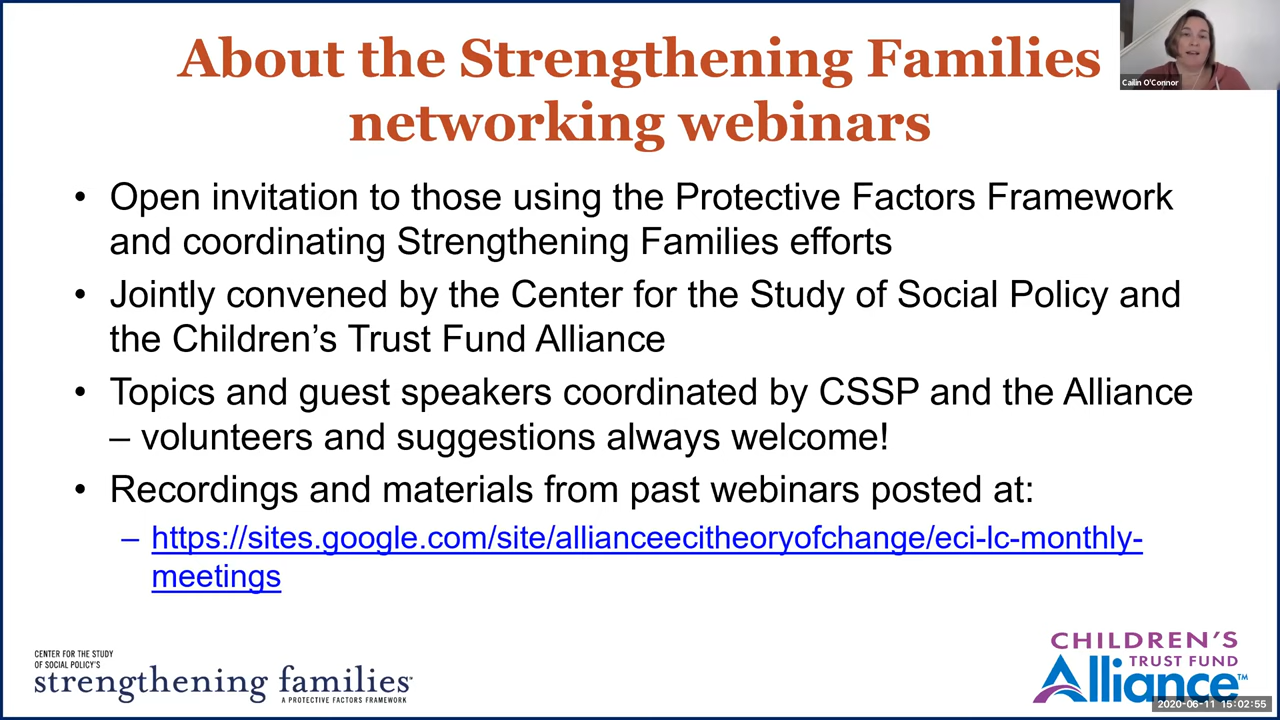 About the Strengthening Families
networking webinars
Cailin O'Connor
• Open invitation to those using the Protective Factors Framework
and coordinating Strengthening Families efforts
• Jointly convened by the Center for the Study of Social Policy and
the Children’s Trust Fund Alliance
• Topics and guest speakers coordinated by CSSP and the Alliance
– volunteers and suggestions always welcome!
• Recordings and materials from past webinars posted at:
– https://sites.google.com/site/allianceecitheoryofchange/eci-lc-monthly-
meetings
CENTER FOR THE STUDY
OF SOCIAL POLICY'S
strengthening families™
A PROTECTIVE FACTORS FRAMEWORK
CHILDREN'S
TRUST FUND
Alliance™
2020-06-11 15:02:55